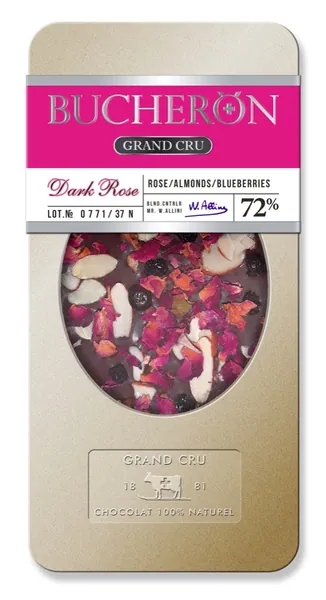 BUCHERON
GRAND CRU
Dark Rose
ROSE/ALMONDS/BLUEBERRIES
LOT.№ 0771/37 N
BLND.CNTRLR
MR. W.ALLINI
W.Allini
72%
GRAND CRU
18 81
CHOCOLAT 100% NATUREL